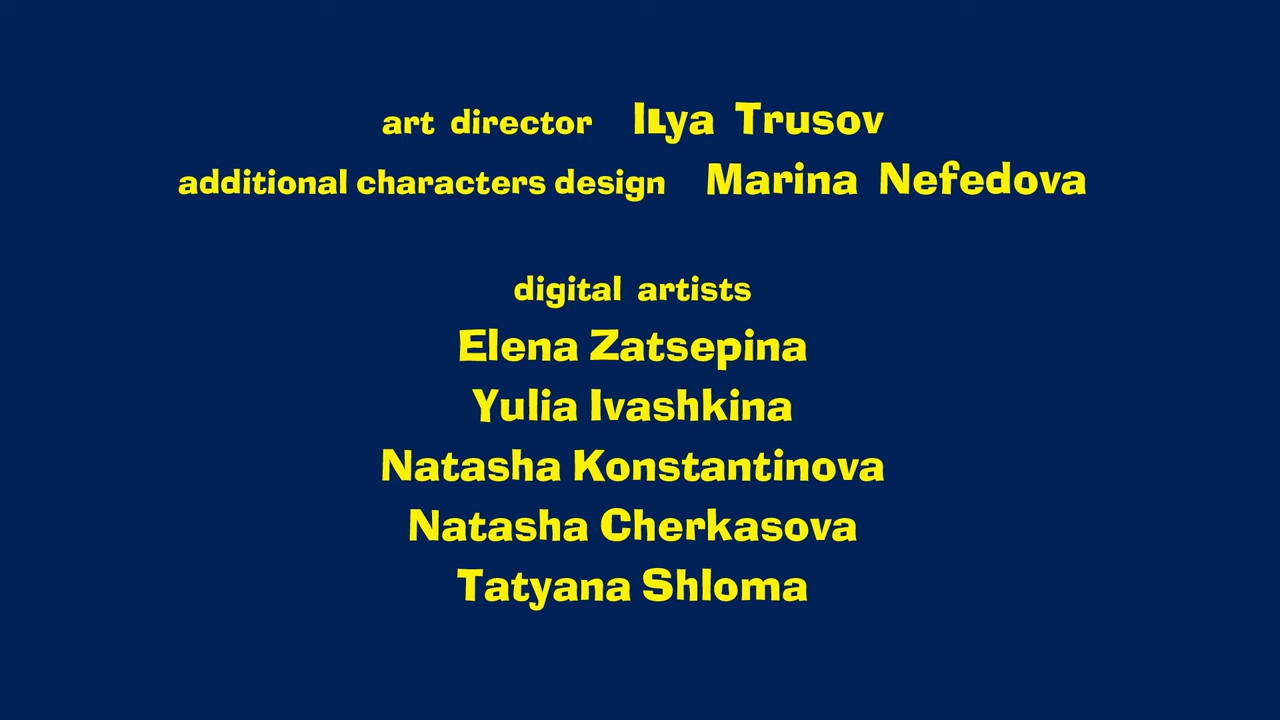 art director ILya Trusov
additional characters design Marina Nefedova
digital artists
Elena Zatsepina
Yulia Ivashkina
Natasha Konstantinova
Natasha Cherkasova
Tatyana Shloma